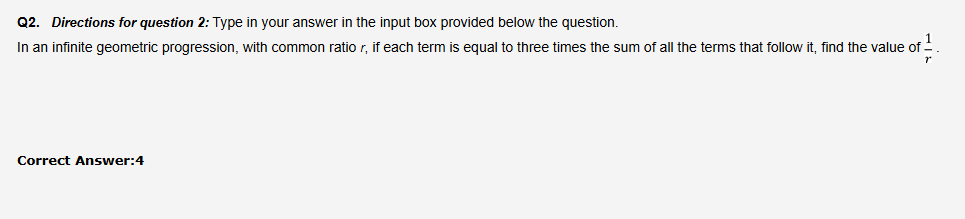 Q2. Directions for question 2: Type in your answer in the input box provided below the question.
In an infinite geometric progression, with common ratio r, if each term is equal to three times the sum of all the terms that follow it, find the value of 1/r.
Correct Answer:4